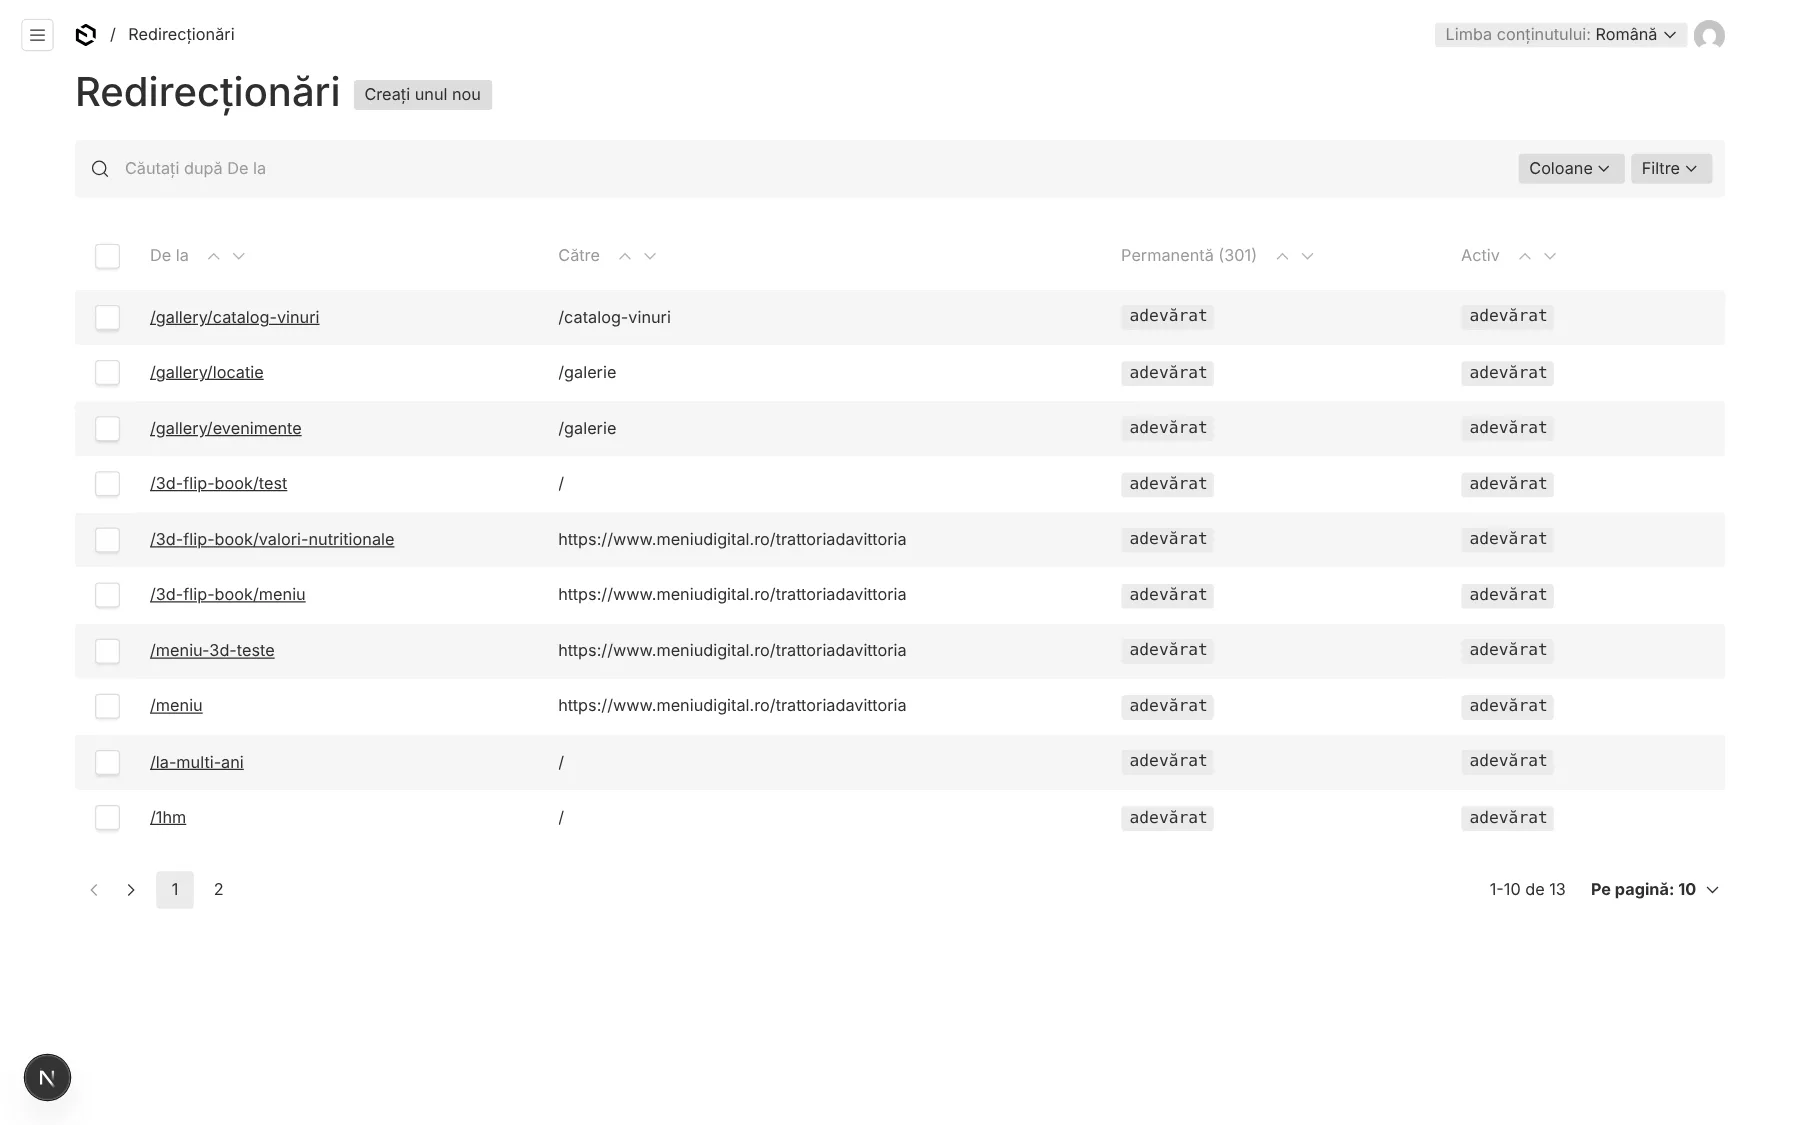 / Redirecționări
Limba conținutului: Română
Redirecționări Creați unul nou
Căutați după De la
Coloane Filtre
De la Către Permanentă (301) Activ
/gallery/catalog-vinuri /catalog-vinuri adevărat adevărat
/gallery/locatie /galerie adevărat adevărat
/gallery/evenimente /galerie adevărat adevărat
/3d-flip-book/test / adevărat adevărat
/3d-flip-book/valori-nutritionale https://www.meniudigital.ro/trattoriadavittoria adevărat adevărat
/3d-flip-book/meniu https://www.meniudigital.ro/trattoriadavittoria adevărat adevărat
/meniu-3d-teste https://www.meniudigital.ro/trattoriadavittoria adevărat adevărat
/meniu https://www.meniudigital.ro/trattoriadavittoria adevărat adevărat
/la-multi-ani / adevărat adevărat
/1hm / adevărat adevărat
1 2
1-10 de 13 Pe pagină: 10
N